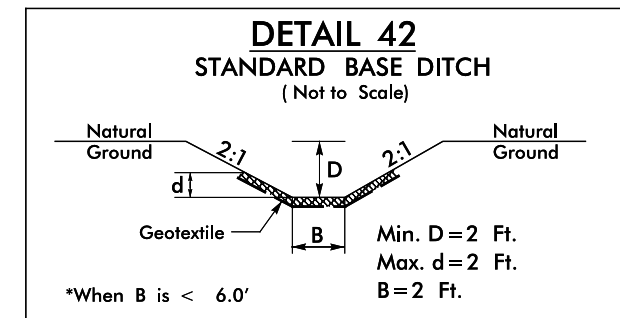 DETAIL 42
STANDARD BASE DITCH
( Not to Scale)
Natural
Ground
2:1
D
2:1
Natural
Ground
d
Geotextile
B
Min. D=2 Ft.
Max. d=2 Ft.
B=2 Ft.
*When B is < 6.0'